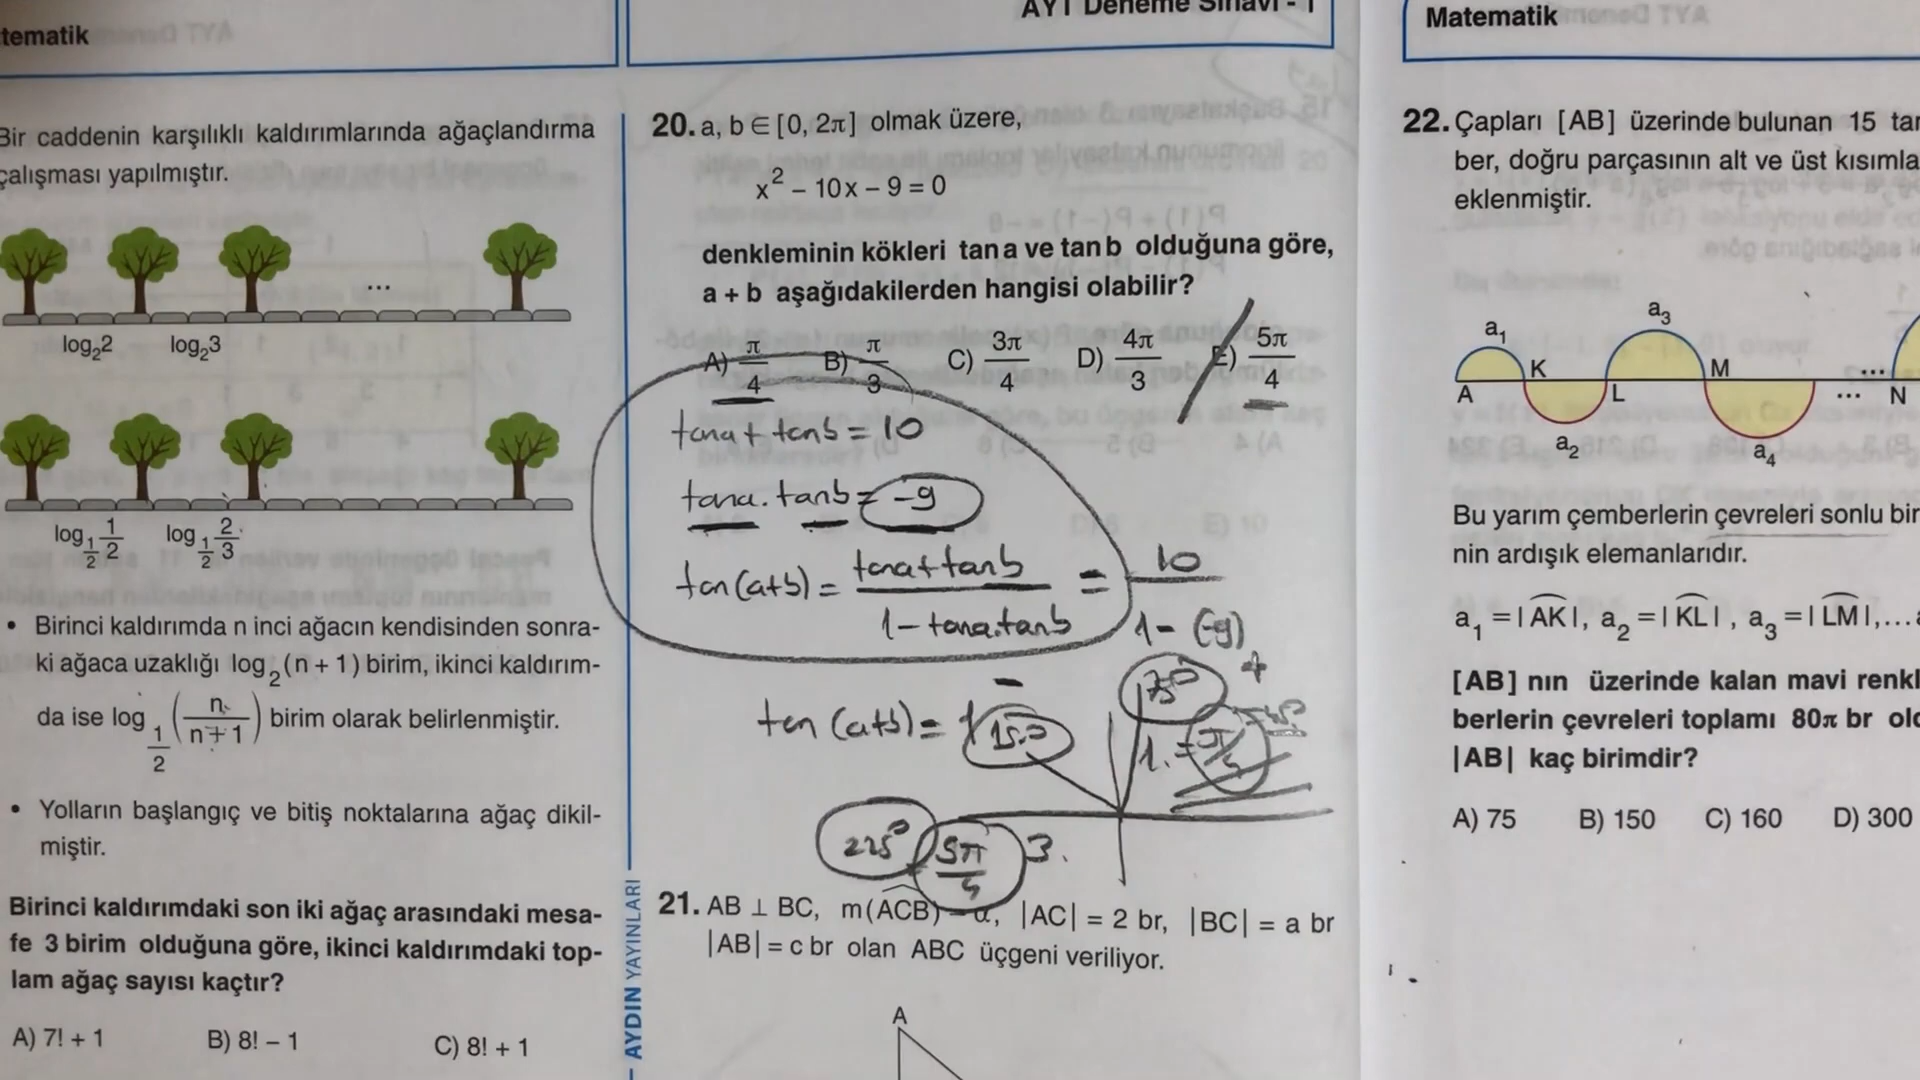 tematik
Bir caddenin karşılıklı kaldırımlarında ağaçlandırma
çalışması yapılmıştır.
...
log₂2 log₂3
log_{1/2} 1/2 log_{1/2} 2/3
• Birinci kaldırımda n inci ağacın kendisinden sonra-
ki ağaca uzaklığı log₂(n + 1) birim, ikinci kaldırım-
da ise log_{1/2} (n/(n+1)) birim olarak belirlenmiştir.
• Yolların başlangıç ve bitiş noktalarına ağaç dikil-
miştir.
Birinci kaldırımdaki son iki ağaç arasındaki mesa-
fe 3 birim olduğuna göre, ikinci kaldırımdaki top-
lam ağaç sayısı kaçtır?
A) 7! + 1 B) 8! – 1 C) 8! + 1
AYDIN YAYINLARI
AYT Deneme Sınavı - 1
20. a, b ∈ [0, 2π] olmak üzere,
x² – 10x – 9 = 0
denkleminin kökleri tan a ve tan b olduğuna göre,
a + b aşağıdakilerden hangisi olabilir?
A) π/4 B) π/3 C) 3π/4 D) 4π/3 E) 5π/4
tana + tanb = 10
tana . tanb = -9
tan(a+b) = (tana + tanb)/(1 - tana.tanb) = 10/(1 - (-9))
tan(a+b) = 1
225° 5π/4 3.
21. AB ⊥ BC, m(ACB) = α, |AC| = 2 br, |BC| = a br
|AB| = c br olan ABC üçgeni veriliyor.
A
Matematik
22. Çapları [AB] üzerinde bulunan 15 tan
ber, doğru parçasının alt ve üst kısımla
eklenmiştir.
a₁ a₃
A K L M ... N
a₂ a₄
Bu yarım çemberlerin çevreleri sonlu bir
nin ardışık elemanlarıdır.
a₁ = |AK|, a₂ = |KL|, a₃ = |LM|,...
[AB] nın üzerinde kalan mavi renkl
berlerin çevreleri toplamı 80π br old
|AB| kaç birimdir?
A) 75 B) 150 C) 160 D) 300